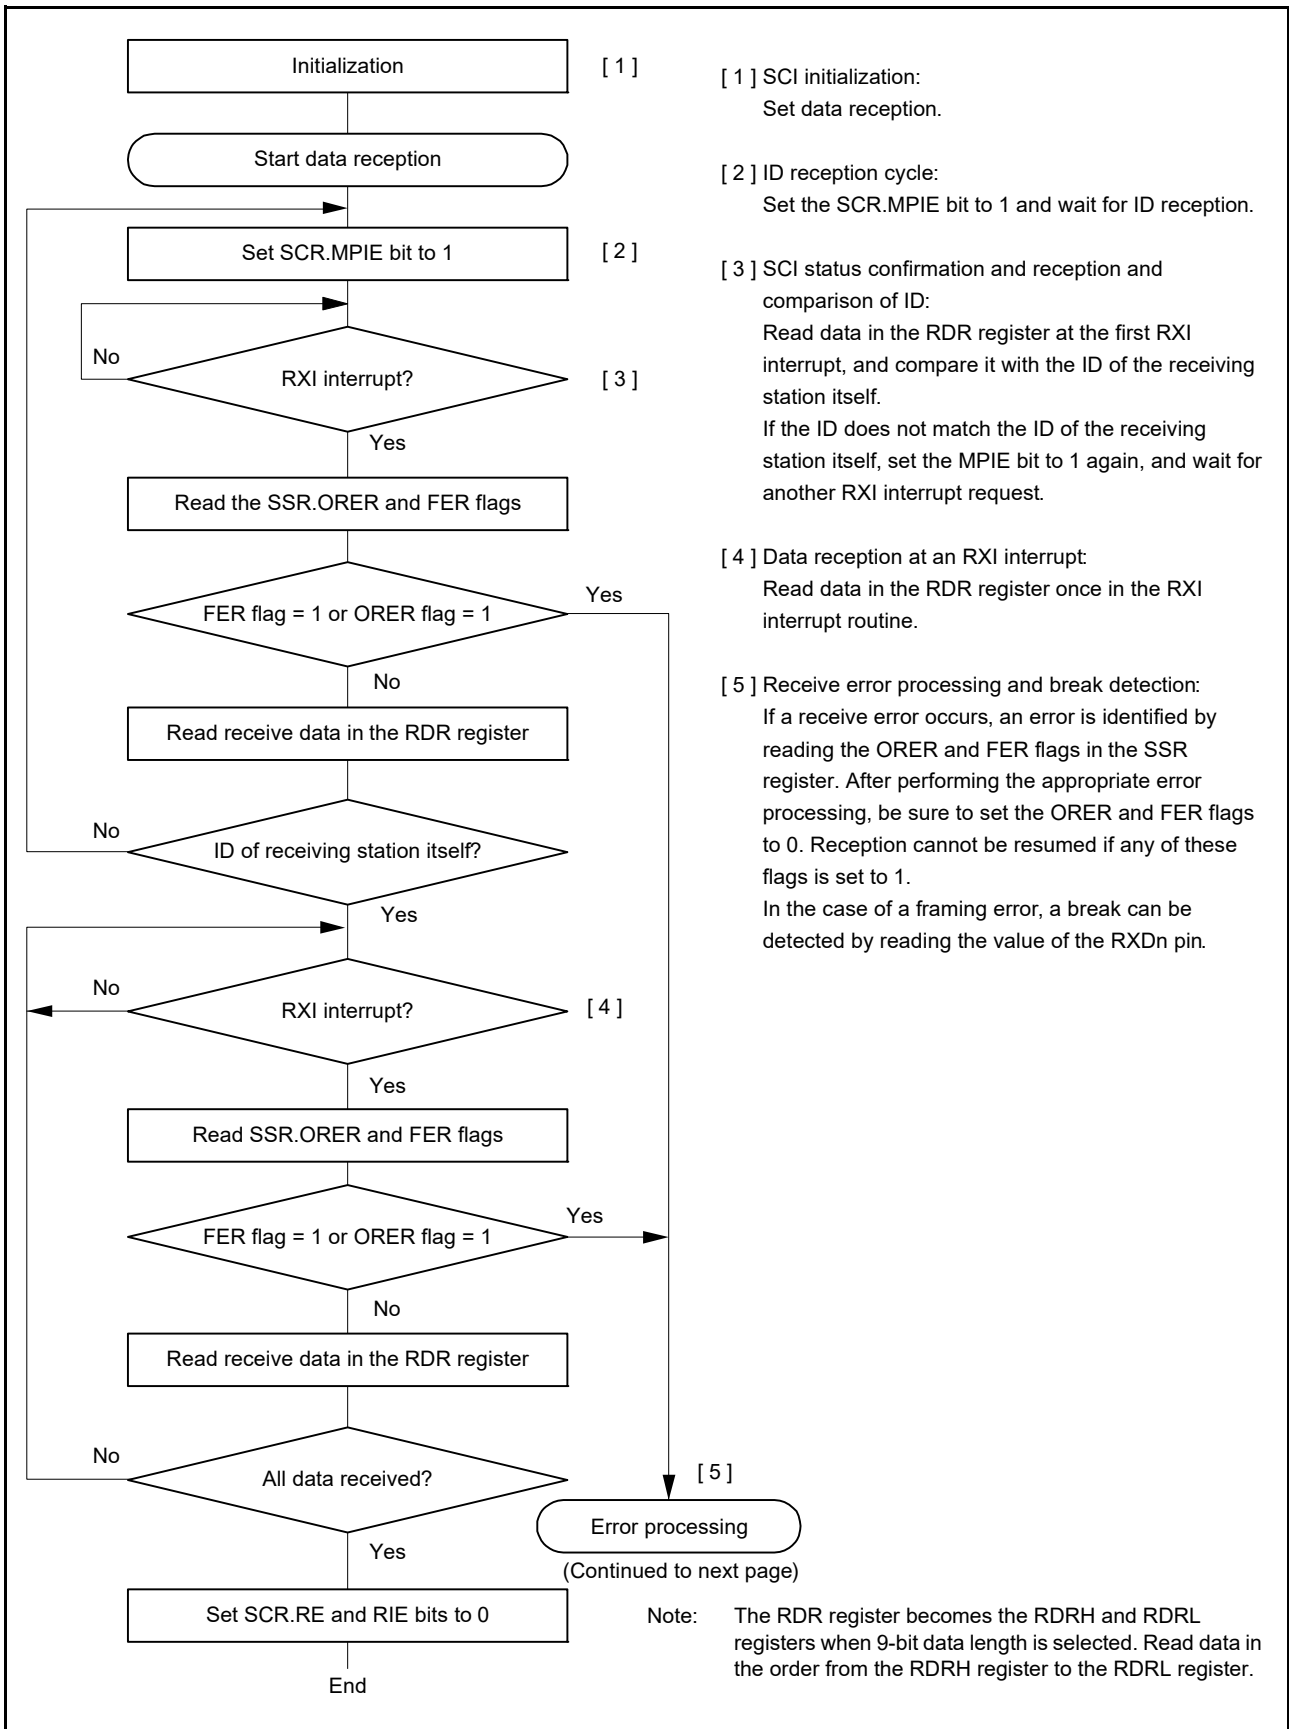 Initialization
[ 1 ]
Start data reception
Set SCR.MPIE bit to 1
[ 2 ]
No
RXI interrupt?
[ 3 ]
Yes
Read the SSR.ORER and FER flags
FER flag = 1 or ORER flag = 1
Yes
No
Read receive data in the RDR register
No
ID of receiving station itself?
Yes
No
RXI interrupt?
[ 4 ]
Yes
Read SSR.ORER and FER flags
FER flag = 1 or ORER flag = 1
Yes
No
Read receive data in the RDR register
No
All data received?
Yes
[ 5 ]
Error processing
(Continued to next page)
Set SCR.RE and RIE bits to 0
End
[ 1 ] SCI initialization:
Set data reception.
[ 2 ] ID reception cycle:
Set the SCR.MPIE bit to 1 and wait for ID reception.
[ 3 ] SCI status confirmation and reception and
comparison of ID:
Read data in the RDR register at the first RXI
interrupt, and compare it with the ID of the receiving
station itself.
If the ID does not match the ID of the receiving
station itself, set the MPIE bit to 1 again, and wait for
another RXI interrupt request.
[ 4 ] Data reception at an RXI interrupt:
Read data in the RDR register once in the RXI
interrupt routine.
[ 5 ] Receive error processing and break detection:
If a receive error occurs, an error is identified by
reading the ORER and FER flags in the SSR
register. After performing the appropriate error
processing, be sure to set the ORER and FER flags
to 0. Reception cannot be resumed if any of these
flags is set to 1.
In the case of a framing error, a break can be
detected by reading the value of the RXDn pin.
Note: The RDR register becomes the RDRH and RDRL
registers when 9-bit data length is selected. Read data in
the order from the RDRH register to the RDRL register.